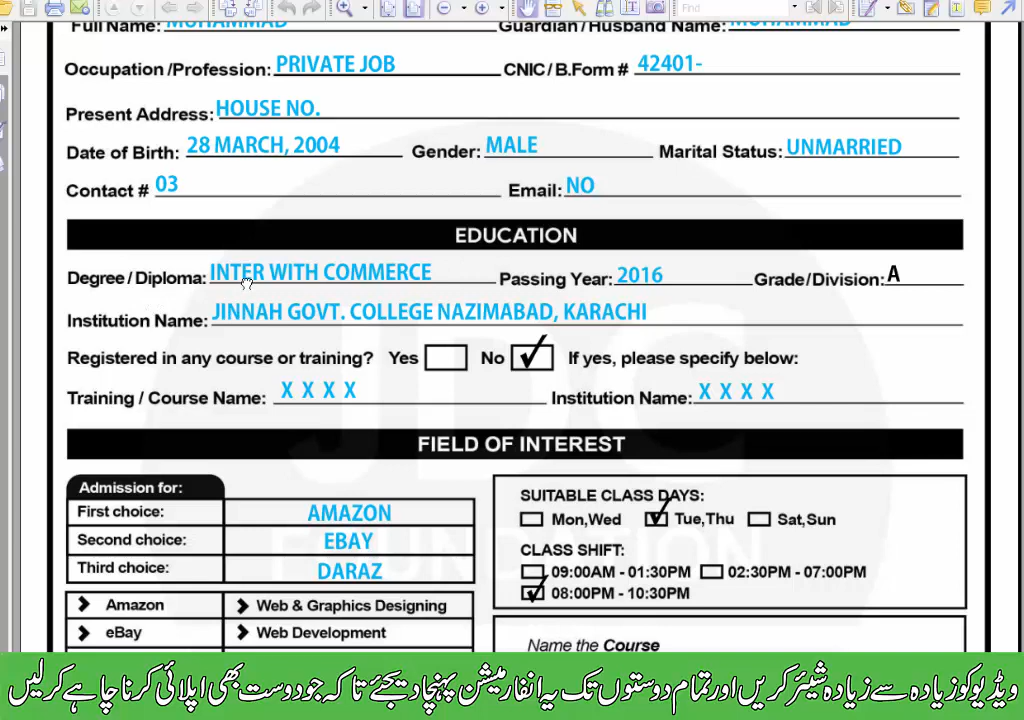 Find
Full Name: MUHAMMAD Guardian/Husband Name: MUHAMMAD
Occupation /Profession: PRIVATE JOB CNIC/ B.Form # 42401-
Present Address: HOUSE NO.
Date of Birth: 28 MARCH, 2004 Gender: MALE Marital Status: UNMARRIED
Contact # 03 Email: NO
EDUCATION
Degree/Diploma: INTER WITH COMMERCE Passing Year: 2016 Grade/Division: A
Institution Name: JINNAH GOVT. COLLEGE NAZIMABAD, KARACHI
Registered in any course or training? Yes No If yes, please specify below:
Training / Course Name: X X X X Institution Name: X X X X
FIELD OF INTEREST
Admission for:
First choice: AMAZON
Second choice: EBAY
Third choice: DARAZ
Amazon Web & Graphics Designing
eBay Web Development
SUITABLE CLASS DAYS:
Mon,Wed Tue,Thu Sat,Sun
CLASS SHIFT:
09:00AM - 01:30PM 02:30PM - 07:00PM
08:00PM - 10:30PM
Name the Course
JDC
FOUNDATION
ویڈیو کو زیادہ سے زیادہ شیئر کریں اور تمام دوستوں تک یہ انفارمیشن پہنچا دیجئے تاکہ جو دوست بھی اپلائی کرنا چاہے کر لیں